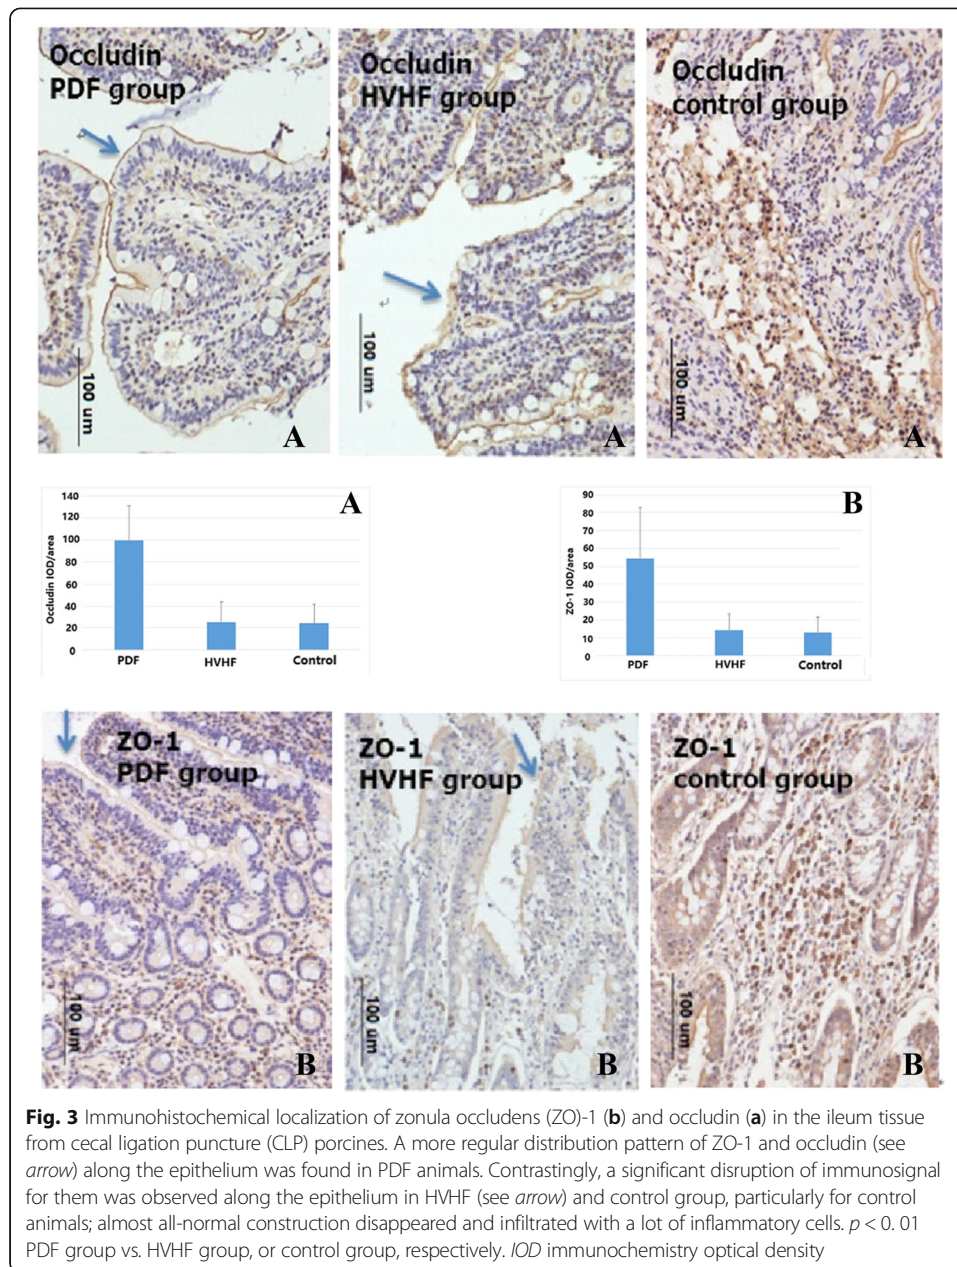 Occludin
PDF group
100 um
A
Occludin
HVHF group
100 um
A
Occludin
control group
100 um
A
A
140
120
100
80
60
40
20
0
Occludin IOD/area
PDF
HVHF
Control
B
90
80
70
60
50
40
30
20
10
0
ZO-1 IOD/area
PDF
HVHF
Control
ZO-1
PDF group
100 um
B
ZO-1
HVHF group
100 um
B
ZO-1
control group
100 um
B
Fig. 3 Immunohistochemical localization of zonula occludens (ZO)-1 (b) and occludin (a) in the ileum tissue
from cecal ligation puncture (CLP) porcines. A more regular distribution pattern of ZO-1 and occludin (see
arrow) along the epithelium was found in PDF animals. Contrastingly, a significant disruption of immunosignal
for them was observed along the epithelium in HVHF (see arrow) and control group, particularly for control
animals; almost all-normal construction disappeared and infiltrated with a lot of inflammatory cells. p < 0. 01
PDF group vs. HVHF group, or control group, respectively. IOD immunochemistry optical density